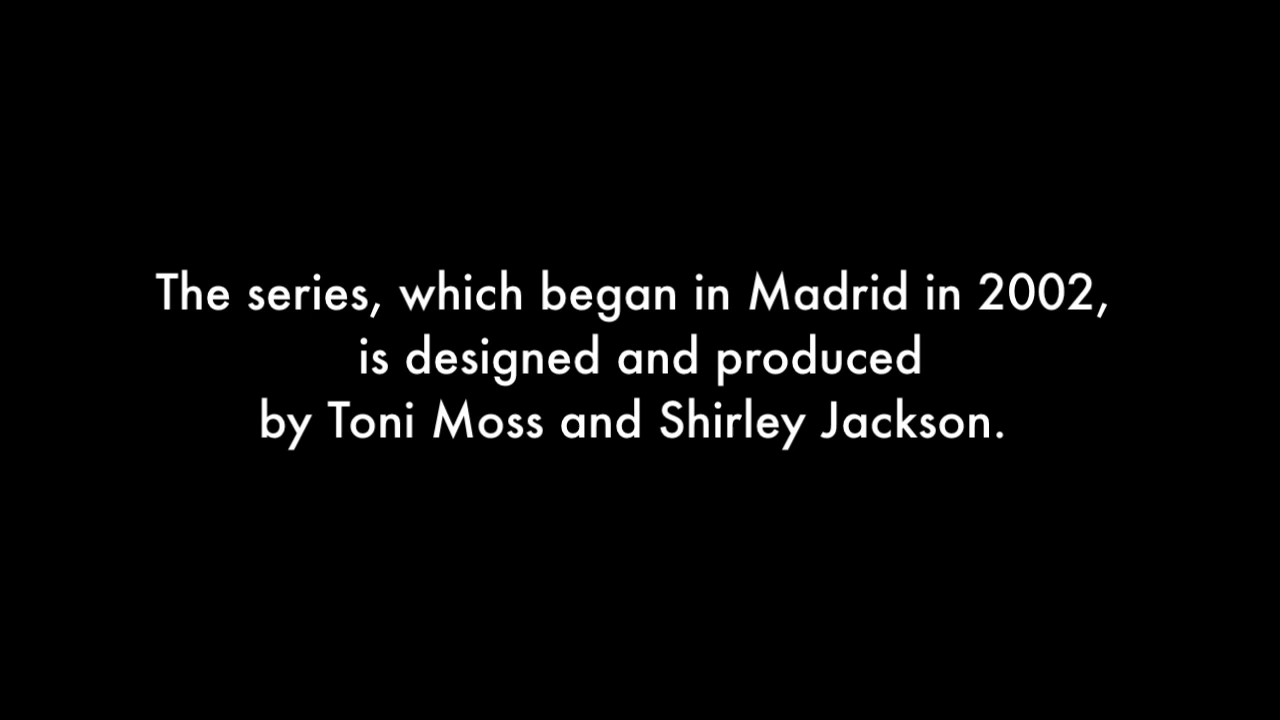 The series, which began in Madrid in 2002,
is designed and produced
by Toni Moss and Shirley Jackson.